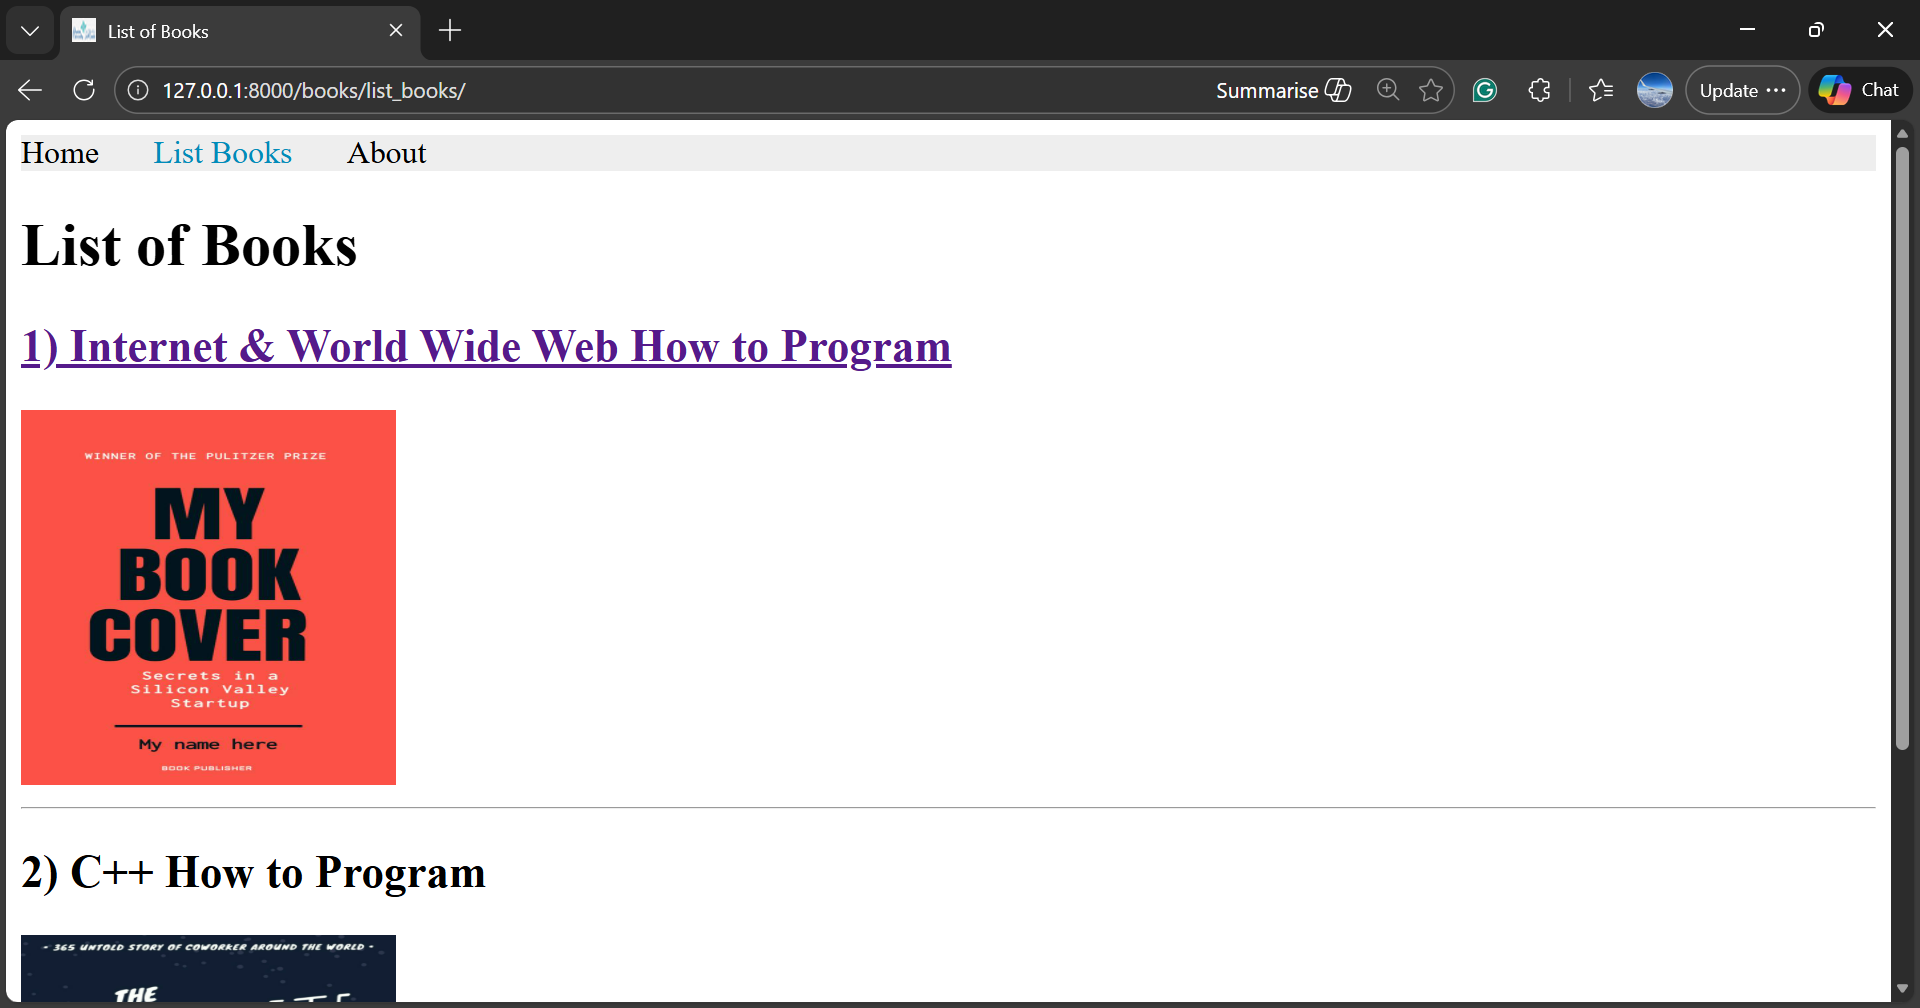 List of Books
127.0.0.1:8000/books/list_books/
Summarise
Update
Chat
Home
List Books
About
List of Books
1) Internet & World Wide Web How to Program
WINNER OF THE PULITZER PRIZE
MY
BOOK
COVER
Secrets in a
Silicon Valley
Startup
My name here
BOOK PUBLISHER
2) C++ How to Program
- 365 UNTOLD STORY OF COWORKER AROUND THE WORLD -
THE